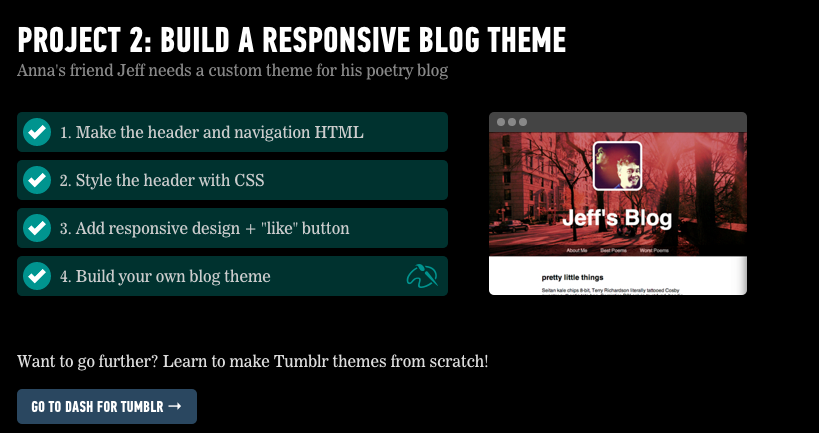 PROJECT 2: BUILD A RESPONSIVE BLOG THEME
Anna's friend Jeff needs a custom theme for his poetry blog
1. Make the header and navigation HTML
2. Style the header with CSS
3. Add responsive design + "like" button
4. Build your own blog theme
Jeff's Blog
About Me Best Poems Worst Poems
pretty little things
Seitan kale chips 8-bit, Terry Richardson literally totallamed Cosby
Want to go further? Learn to make Tumblr themes from scratch!
GO TO DASH FOR TUMBLR →